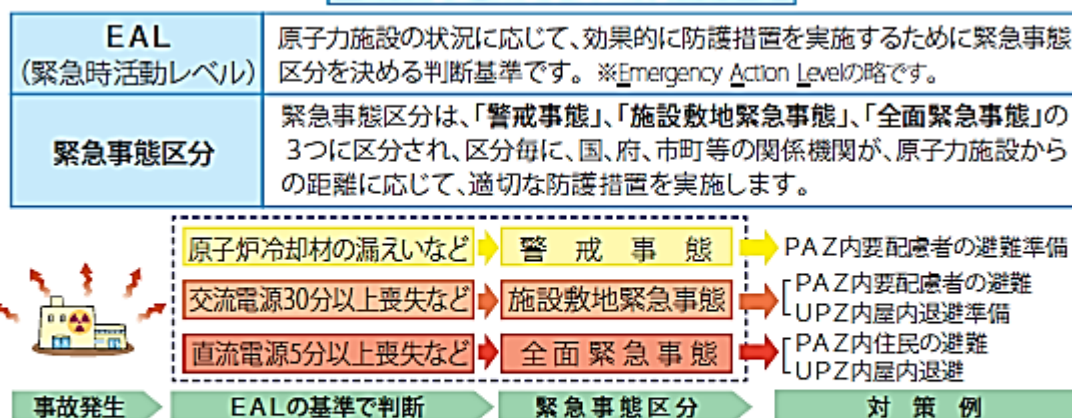 EAL
(緊急時活動レベル)
原子力施設の状況に応じて、効果的に防護措置を実施するために緊急事態
区分を決める判断基準です。※Emergency Action Levelの略です。
緊急事態区分
緊急事態区分は、「警戒事態」、「施設敷地緊急事態」、「全面緊急事態」の
3つに区分され、区分毎に、国、府、市町等の関係機関が、原子力施設から
の距離に応じて、適切な防護措置を実施します。
原子炉冷却材の漏えいなど
警戒事態
PAZ内要配慮者の避難準備
交流電源30分以上喪失など
施設敷地緊急事態
PAZ内要配慮者の避難
UPZ内屋内退避準備
直流電源5分以上喪失など
全面緊急事態
PAZ内住民の避難
UPZ内屋内退避
事故発生
EALの基準で判断
緊急事態区分
対策例